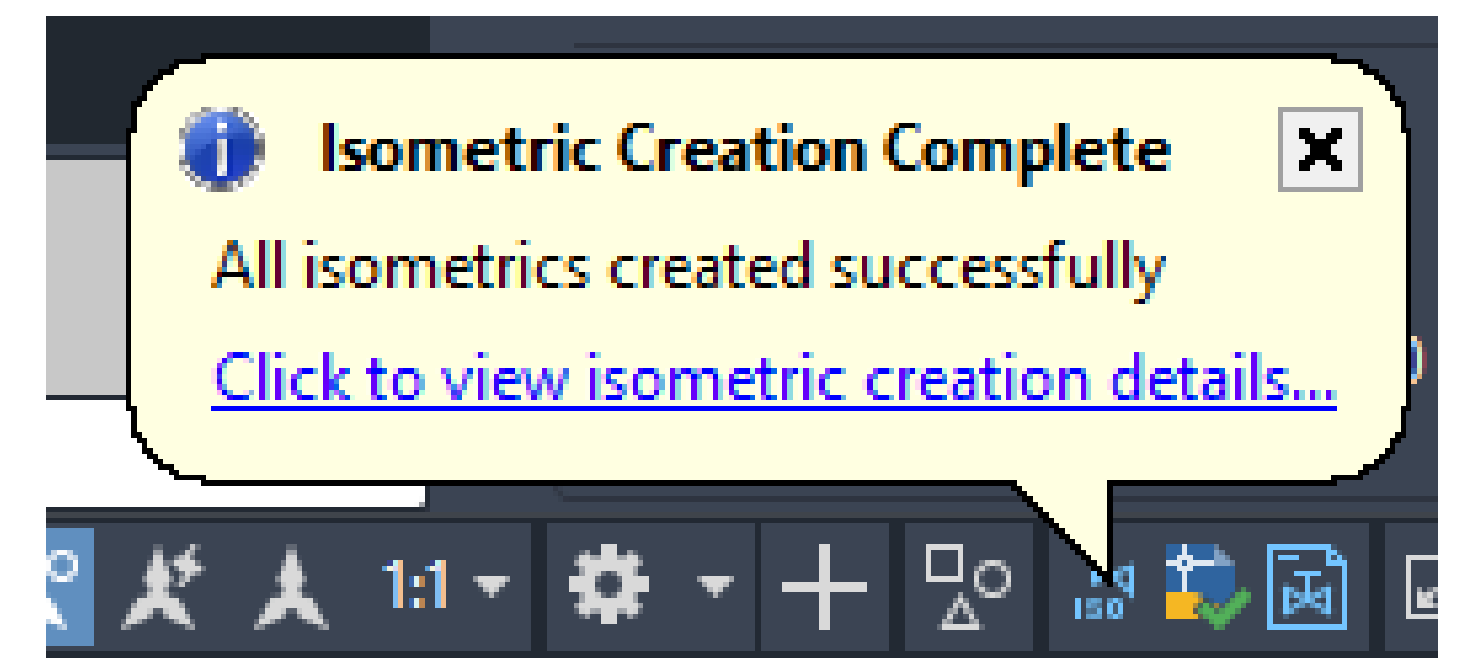 Isometric Creation Complete
All isometrics created successfully
Click to view isometric creation details...
1:1
ISO